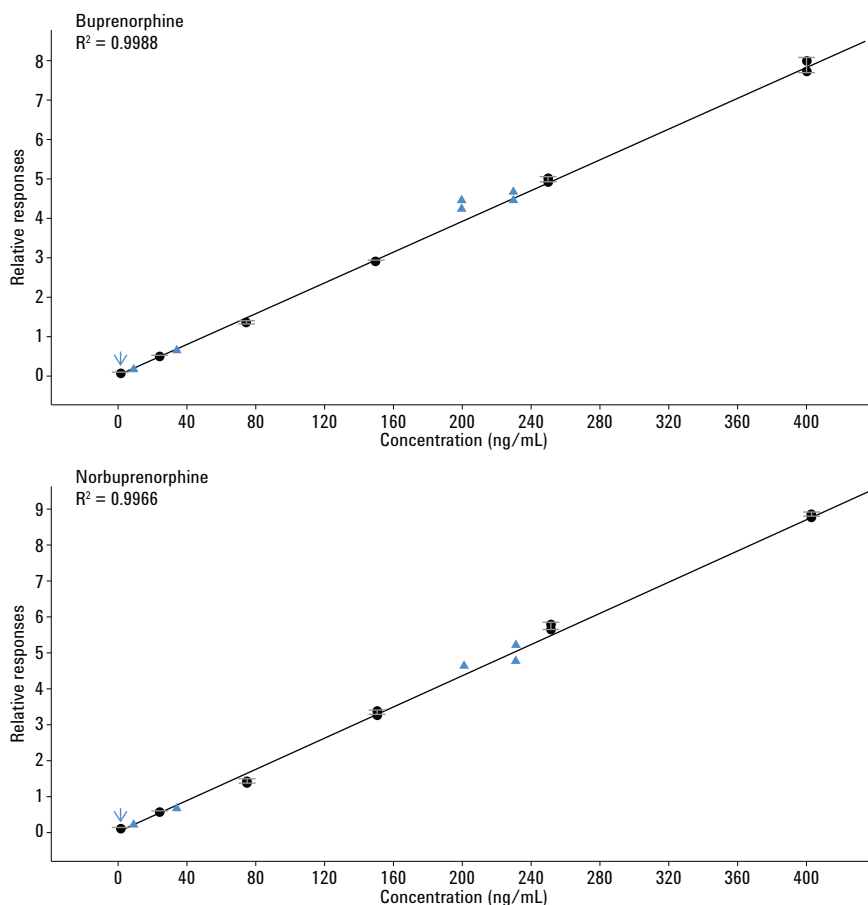 Buprenorphine
R² = 0.9988
8
7
6
5
4
3
2
1
0
Relative responses
0 40 80 120 160 200 240 280 320 360 400
Concentration (ng/mL)
Norbuprenorphine
R² = 0.9966
9
8
7
6
5
4
3
2
1
0
Relative responses
0 40 80 120 160 200 240 280 320 360 400
Concentration (ng/mL)